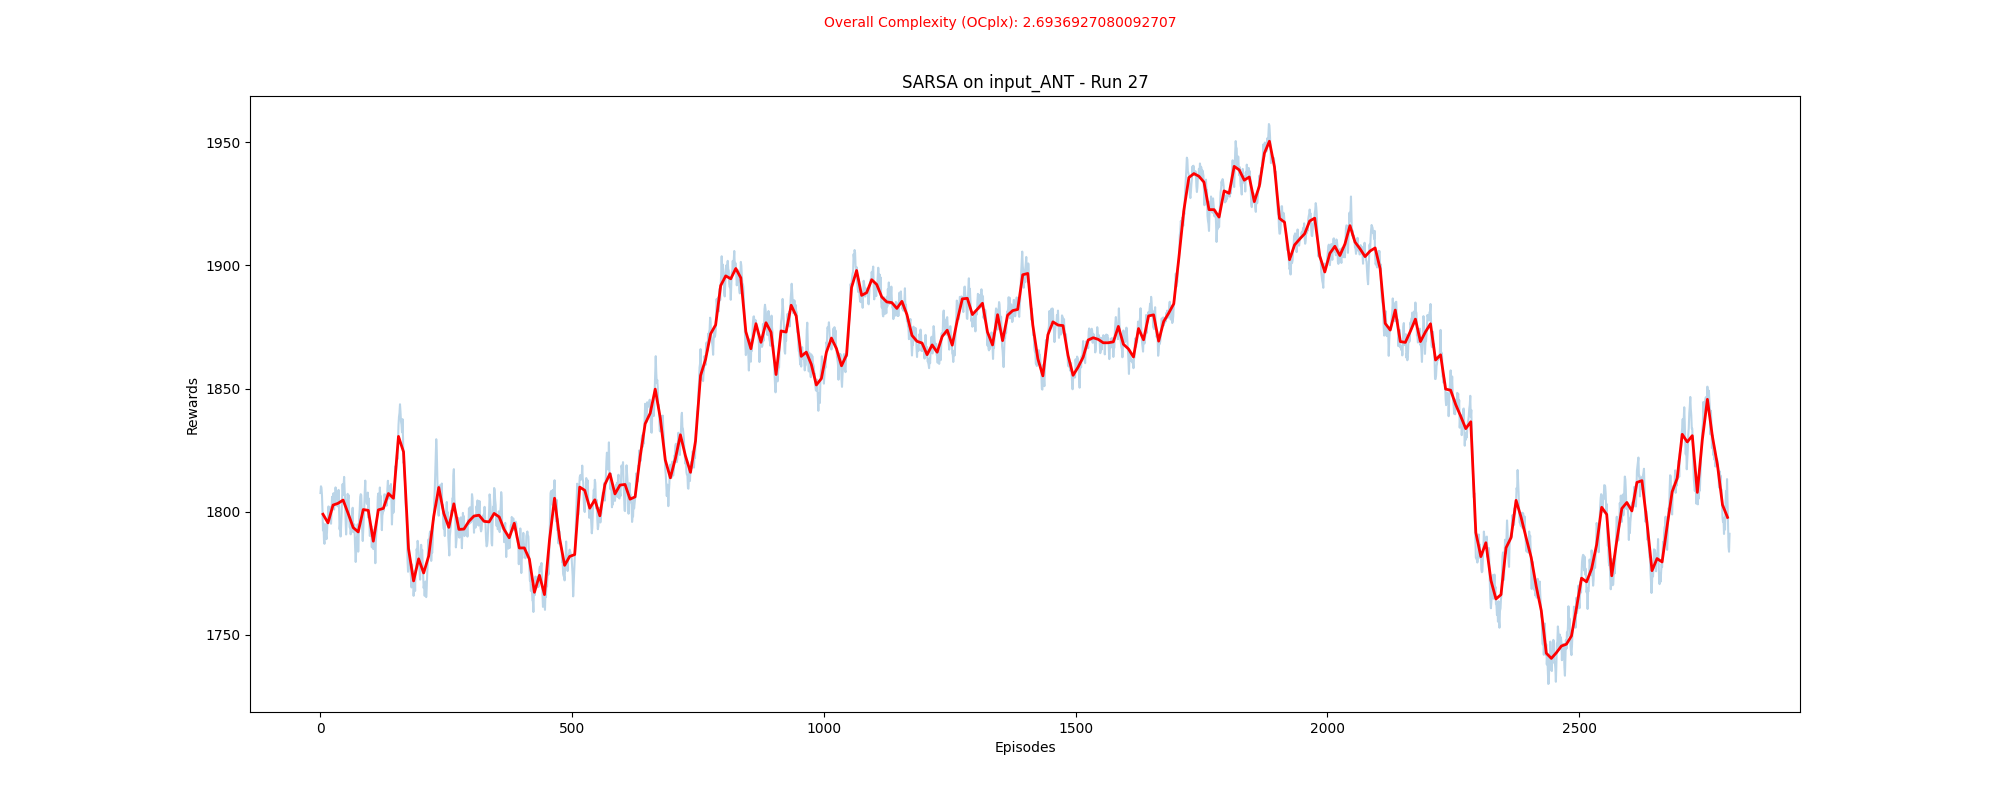 Overall Complexity (OCplx): 2.6936927080092707
SARSA on input_ANT - Run 27
Rewards
1950
1900
1850
1800
1750
0 500 1000 1500 2000 2500
Episodes